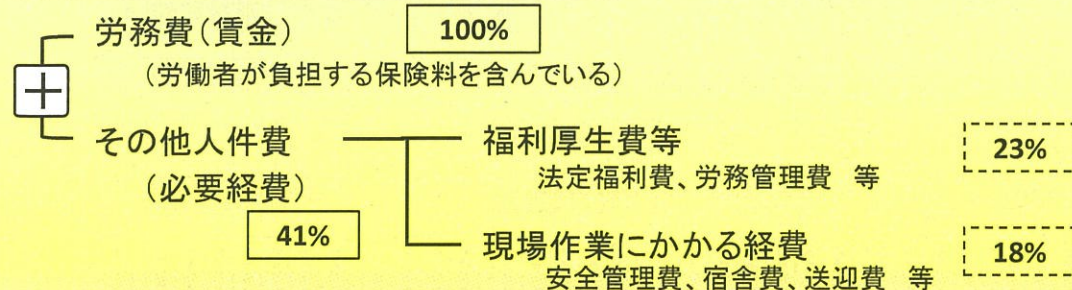 労務費(賃金) 100%
(労働者が負担する保険料を含んでいる)
+
その他人件費
(必要経費)
41%
福利厚生費等 23%
法定福利費、労務管理費 等
現場作業にかかる経費 18%
安全管理費、宿舎費、送迎費 等